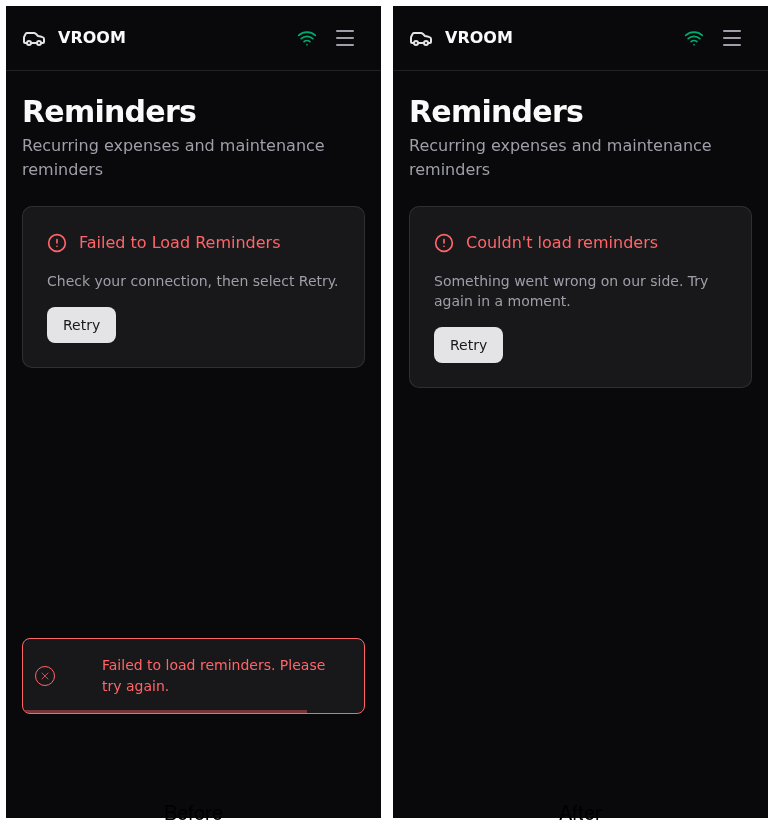 VROOM
Reminders
Recurring expenses and maintenance
reminders
Failed to Load Reminders
Check your connection, then select Retry.
Retry
Failed to load reminders. Please
try again.
Before
VROOM
Reminders
Recurring expenses and maintenance
reminders
Couldn't load reminders
Something went wrong on our side. Try
again in a moment.
Retry
After